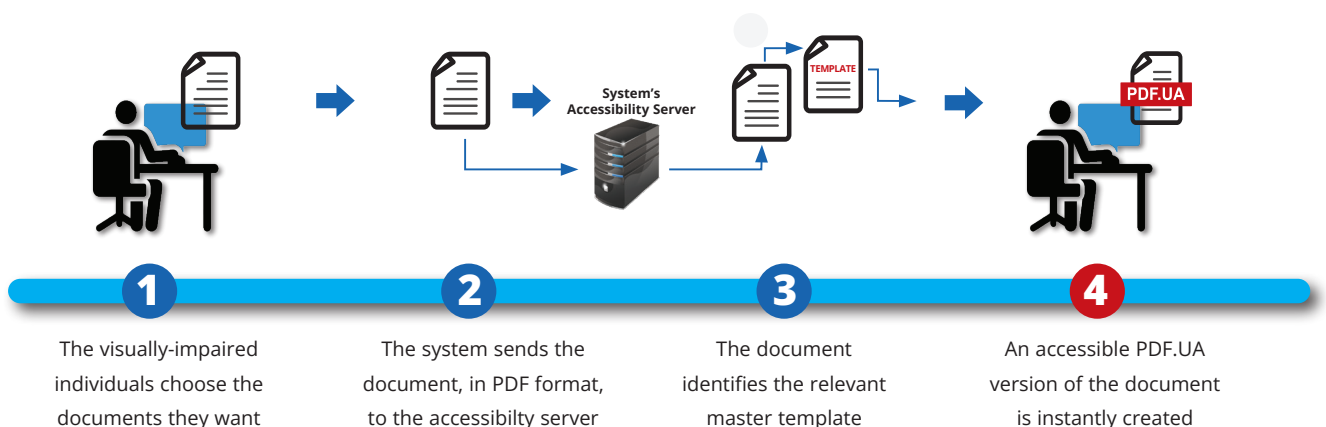 System's
Accessibility Server
TEMPLATE
PDF.UA
1
2
3
4
The visually-impaired
individuals choose the
documents they want
The system sends the
document, in PDF format,
to the accessibilty server
The document
identifies the relevant
master template
An accessible PDF.UA
version of the document
is instantly created